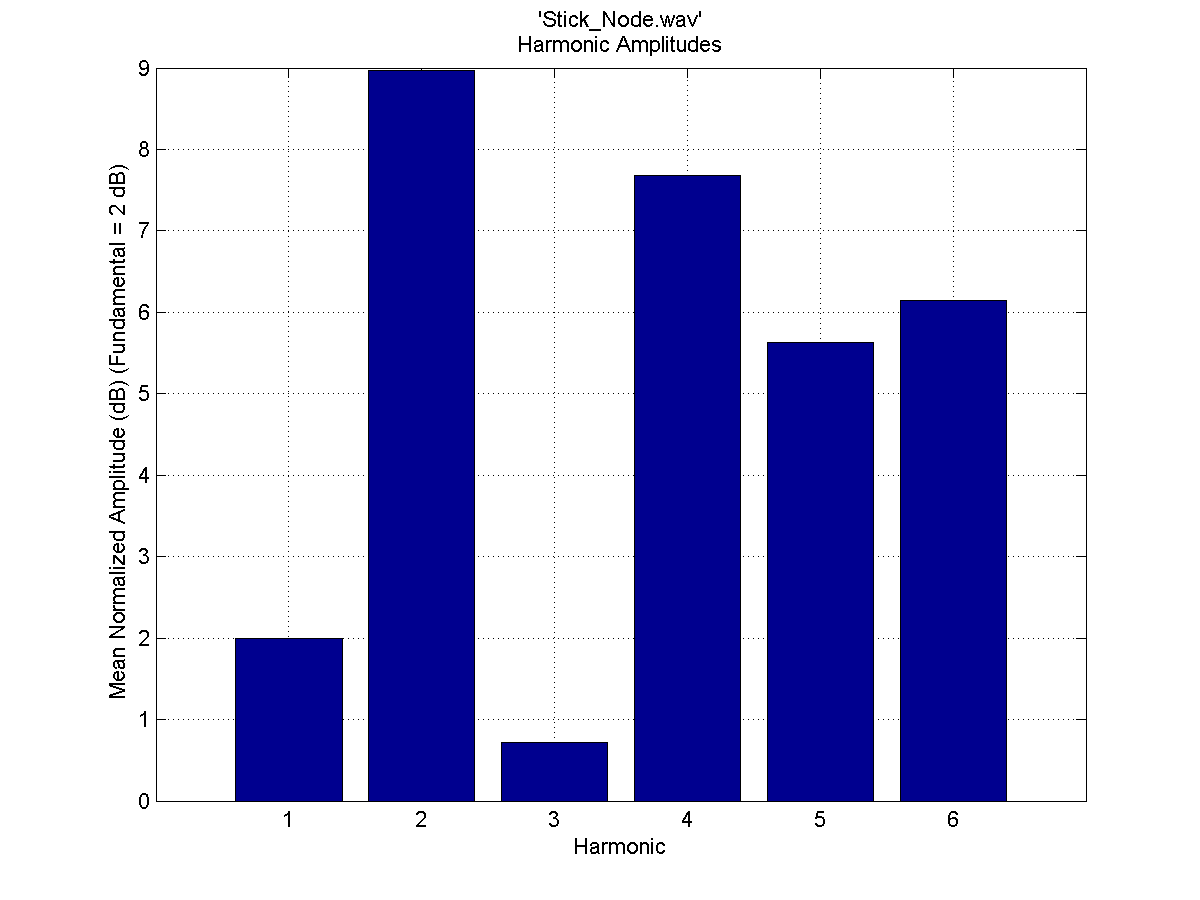 'Stick_Node.wav'
Harmonic Amplitudes
Mean Normalized Amplitude (dB) (Fundamental = 2 dB)
9
8
7
6
5
4
3
2
1
0
1 2 3 4 5 6
Harmonic